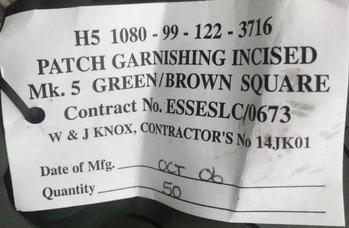 H5 1080 - 99 - 122 - 3716
PATCH GARNISHING INCISED
Mk. 5 GREEN/BROWN SQUARE
Contract No. ESSESLC/0673
W & J KNOX, CONTRACTOR'S No 14JK01
Date of Mfg. OCT 06
Quantity 50